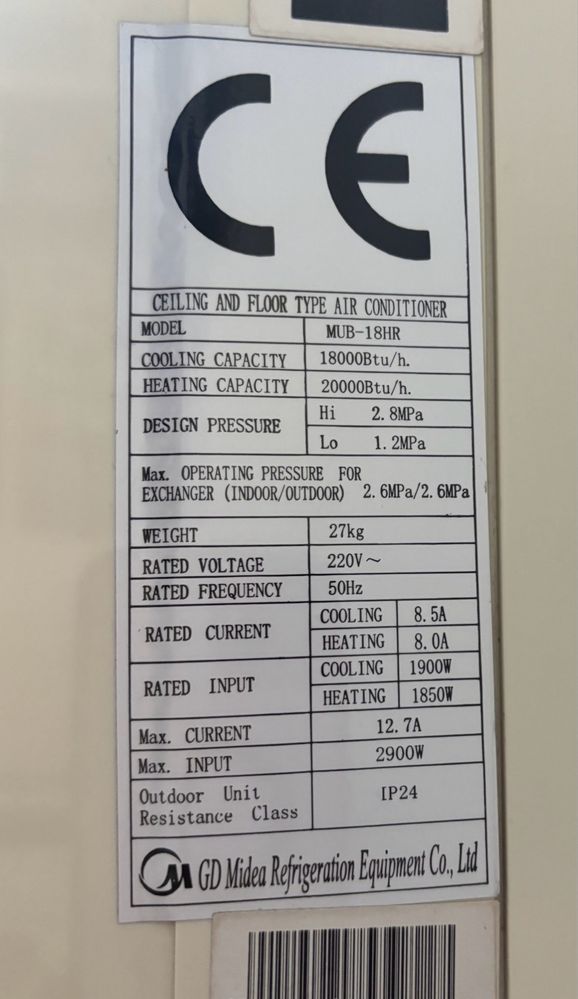 CE
CEILING AND FLOOR TYPE AIR CONDITIONER
MODEL MUB-18HR
COOLING CAPACITY 18000Btu/h.
HEATING CAPACITY 20000Btu/h.
DESIGN PRESSURE Hi 2.8MPa
Lo 1.2MPa
Max. OPERATING PRESSURE FOR
EXCHANGER (INDOOR/OUTDOOR) 2.6MPa/2.6MPa
WEIGHT 27kg
RATED VOLTAGE 220V~
RATED FREQUENCY 50Hz
RATED CURRENT COOLING 8.5A
HEATING 8.0A
RATED INPUT COOLING 1900W
HEATING 1850W
Max. CURRENT 12.7A
Max. INPUT 2900W
Outdoor Unit
Resistance Class IP24
GD Midea Refrigeration Equipment Co., Ltd